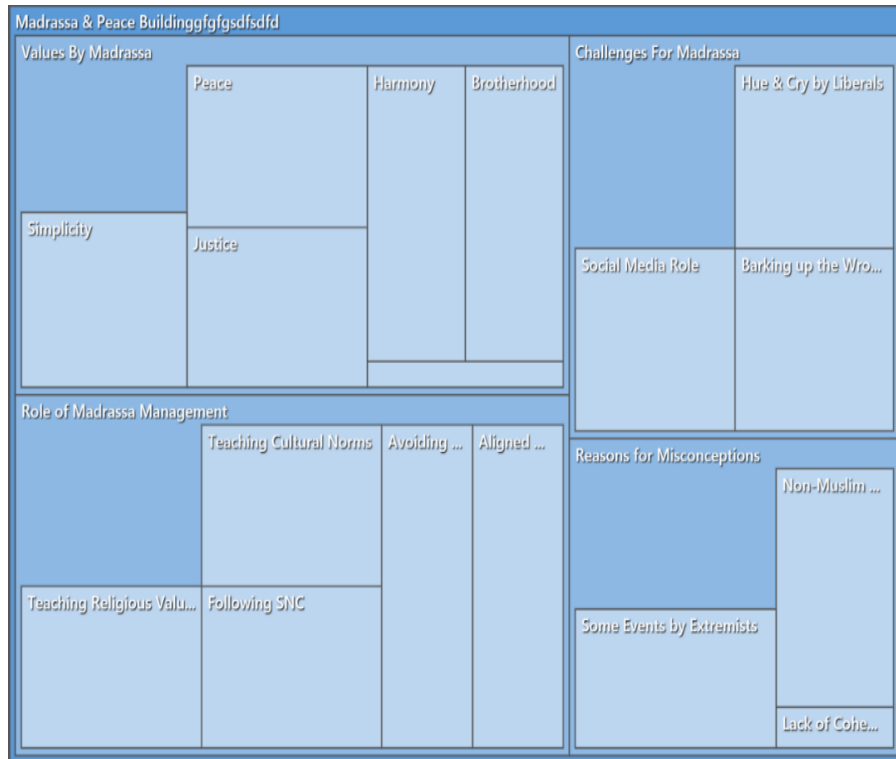 Madrassa & Peace Buildinggfgfgsdfsdfd
Values By Madrassa
Peace
Harmony
Brotherhood
Simplicity
Justice
Challenges For Madrassa
Hue & Cry by Liberals
Social Media Role
Barking up the Wro...
Role of Madrassa Management
Teaching Cultural Norms
Avoiding ...
Aligned ...
Teaching Religious Valu...
Following SNC
Reasons for Misconceptions
Non-Muslim ...
Some Events by Extremists
Lack of Cohe...